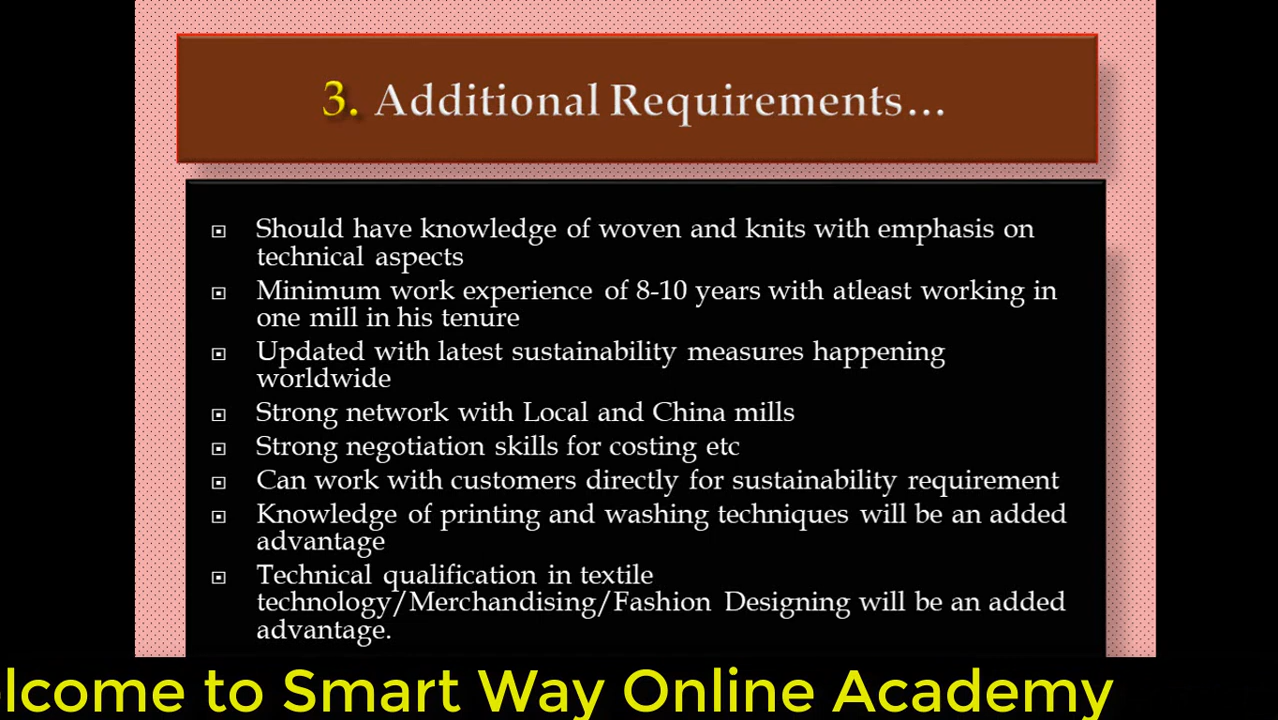 3. Additional Requirements...
Should have knowledge of woven and knits with emphasis on
technical aspects
Minimum work experience of 8-10 years with atleast working in
one mill in his tenure
Updated with latest sustainability measures happening
worldwide
Strong network with Local and China mills
Strong negotiation skills for costing etc
Can work with customers directly for sustainability requirement
Knowledge of printing and washing techniques will be an added
advantage
Technical qualification in textile
technology/Merchandising/Fashion Designing will be an added
advantage.
elcome to Smart Way Online Academy